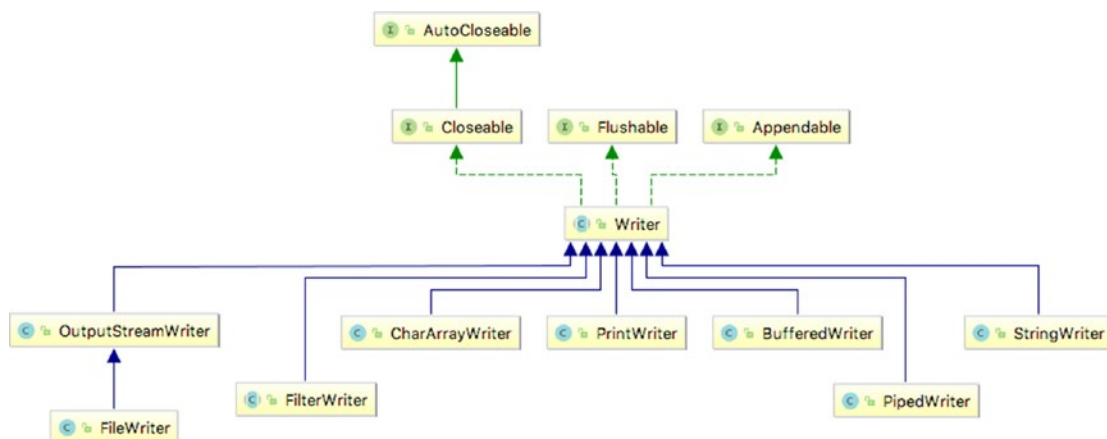 I AutoCloseable
I Closeable
I Flushable
I Appendable
C Writer
C OutputStreamWriter
C CharArrayWriter
C PrintWriter
C BufferedWriter
C StringWriter
C FilterWriter
C PipedWriter
C FileWriter